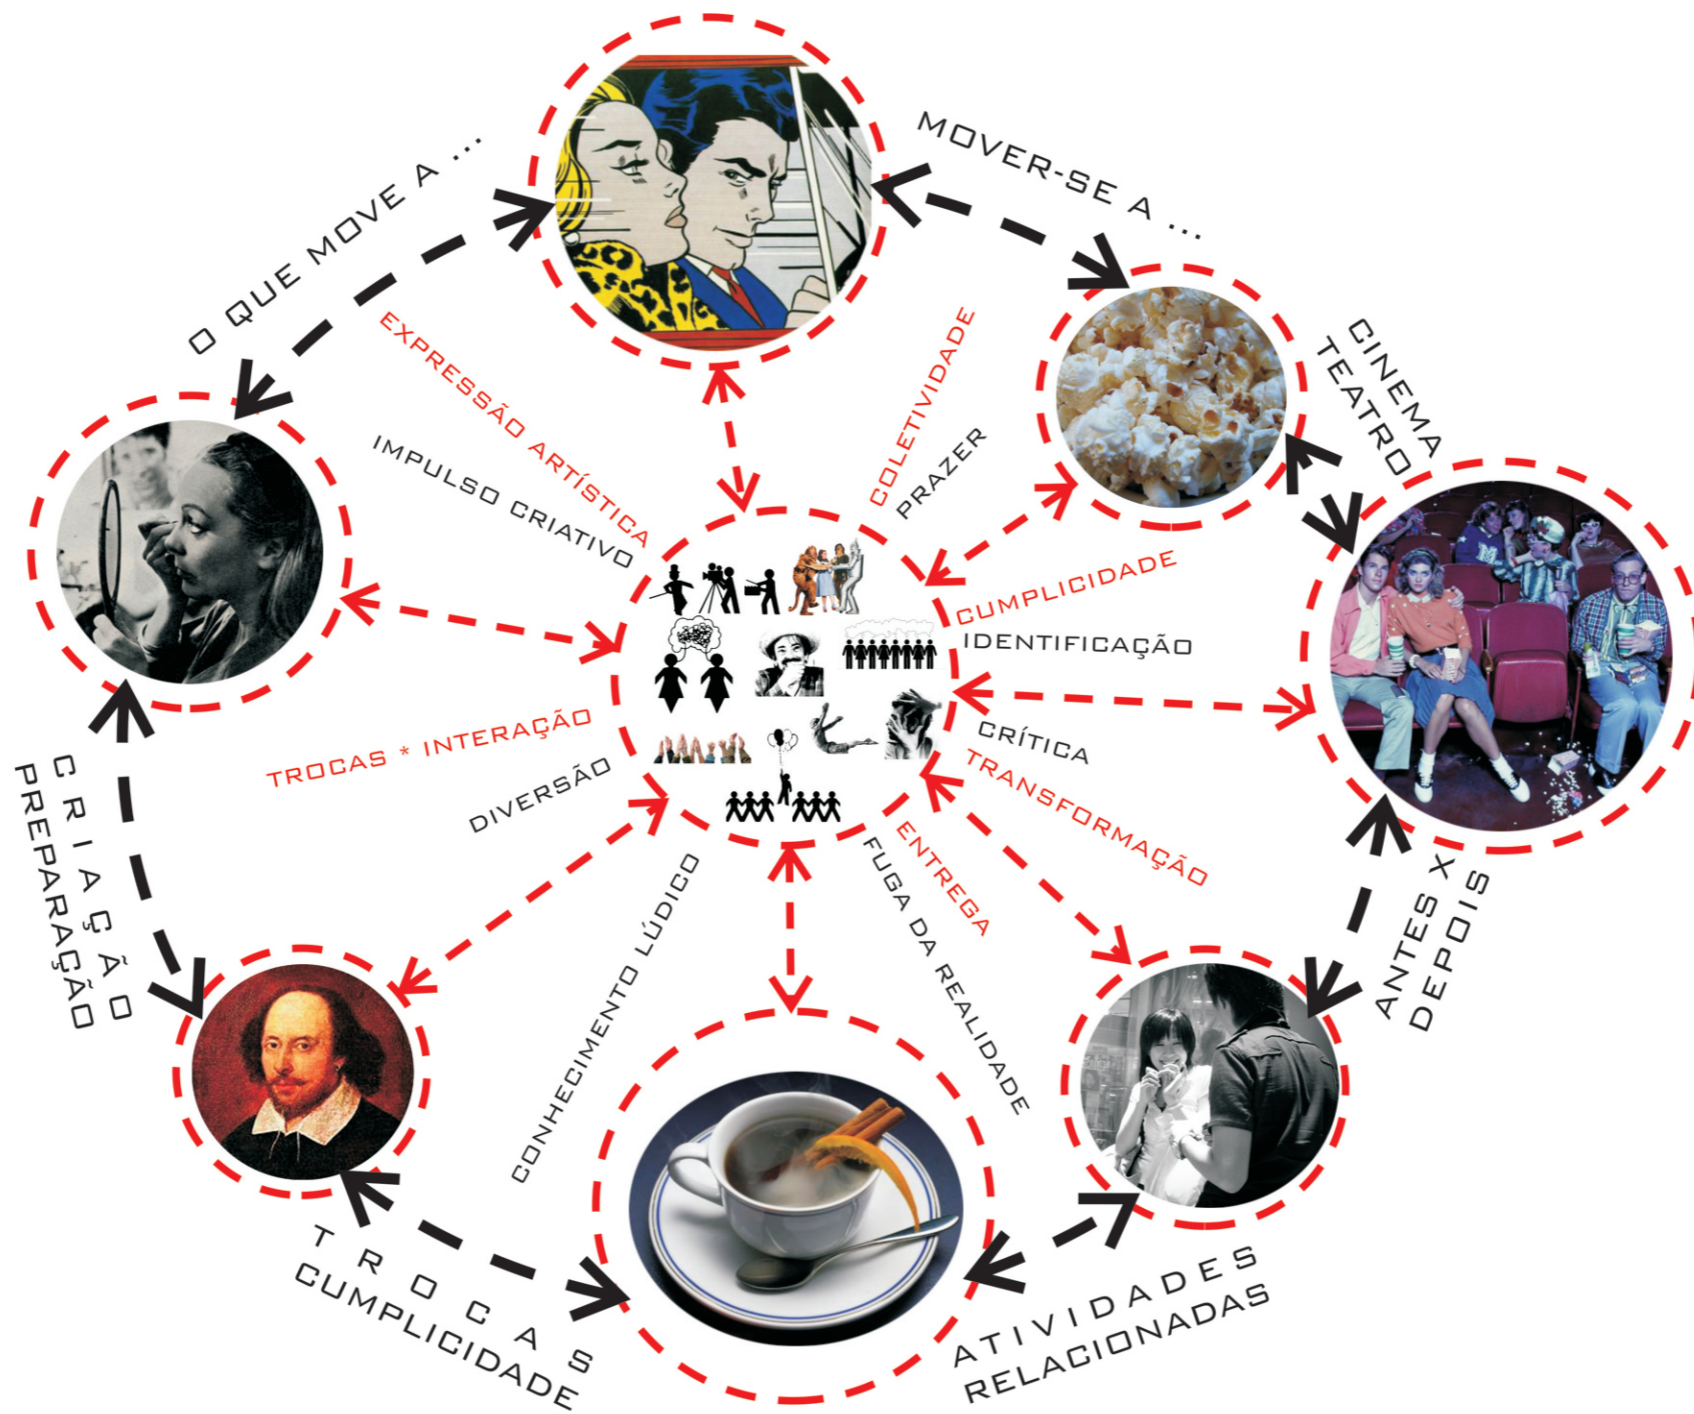 O QUE MOVE A ...
MOVER-SE A ...
CINEMA
TEATRO
ANTES X
DEPOIS
ATIVIDADES
RELACIONADAS
TROCAS
CUMPLICIDADE
CRIAÇÃO
PREPARAÇÃO
EXPRESSÃO ARTÍSTICA
IMPULSO CRIATIVO
COLETIVIDADE
PRAZER
CUMPLICIDADE
IDENTIFICAÇÃO
CRÍTICA
TRANSFORMAÇÃO
ENTREGA
FUGA DA REALIDADE
CONHECIMENTO LÚDICO
DIVERSÃO
TROCAS * INTERAÇÃO
M